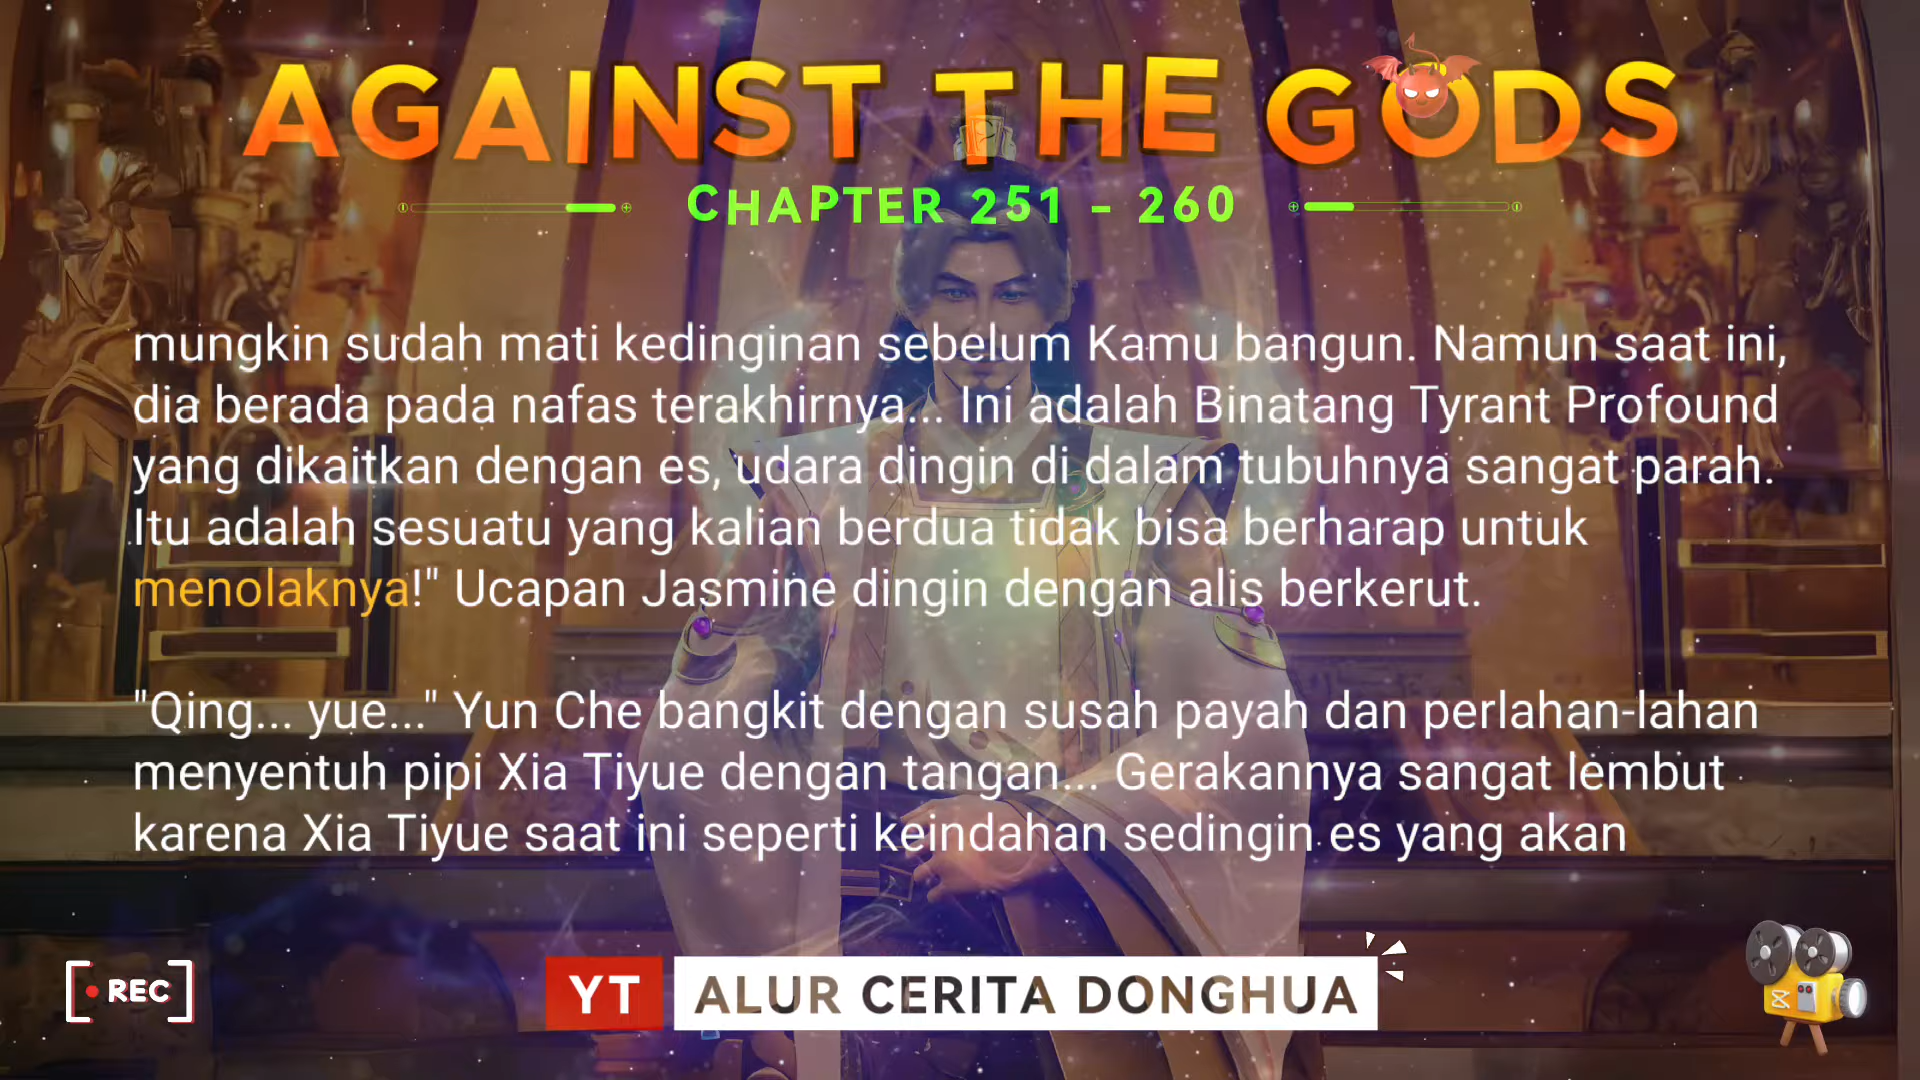 AGAINST THE GODS
CHAPTER 251 - 260
mungkin sudah mati kedinginan sebelum Kamu bangun. Namun saat ini,
dia berada pada nafas terakhirnya... Ini adalah Binatang Tyrant Profound
yang dikaitkan dengan es, udara dingin di dalam tubuhnya sangat parah.
Itu adalah sesuatu yang kalian berdua tidak bisa berharap untuk
menolaknya!" Ucapan Jasmine dingin dengan alis berkerut.
"Qing... yue..." Yun Che bangkit dengan susah payah dan perlahan-lahan
menyentuh pipi Xia Tiyue dengan tangan... Gerakannya sangat lembut
karena Xia Tiyue saat ini seperti keindahan sedingin es yang akan
REC
YT ALUR CERITA DONGHUA